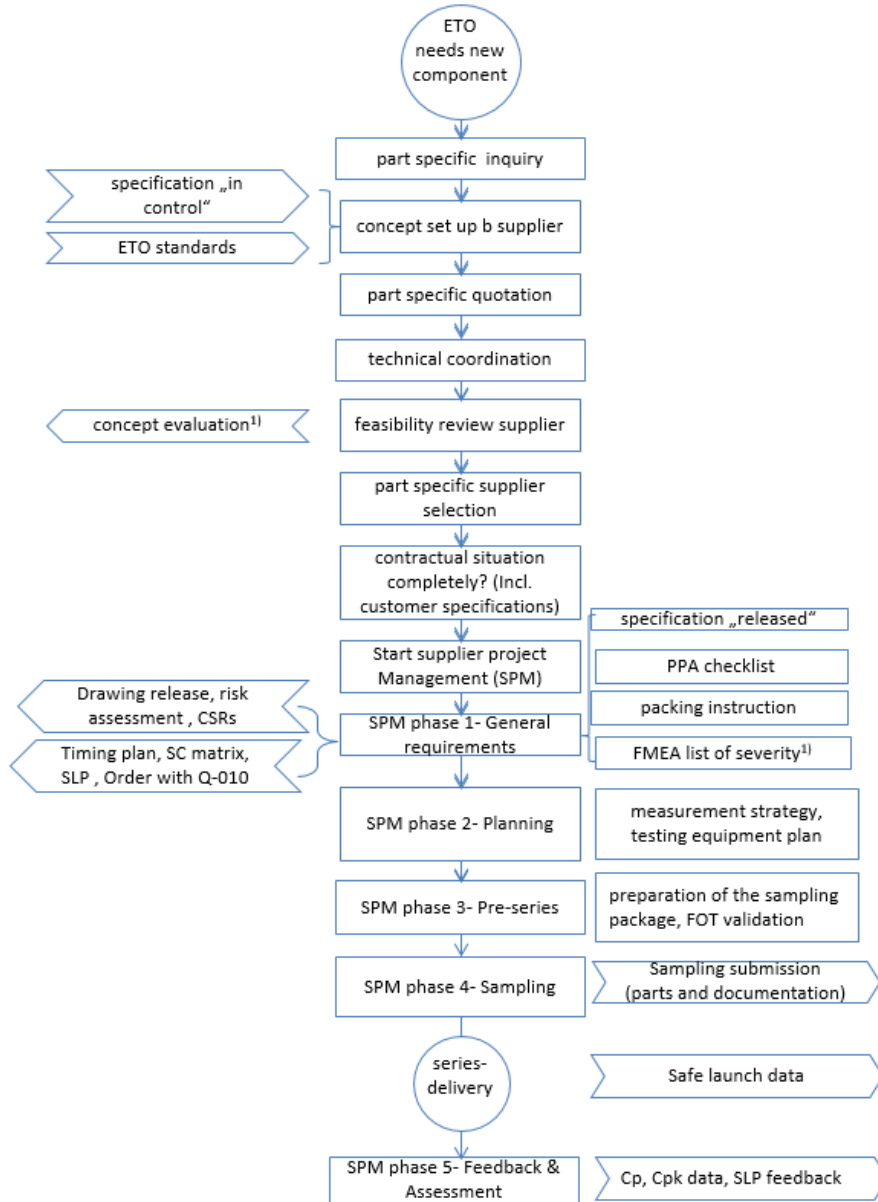 ETO
needs new
component
part specific inquiry
specification „in
control“
ETO standards
concept set up b supplier
part specific quotation
technical coordination
concept evaluation1)
feasibility review supplier
part specific supplier
selection
contractual situation
completely? (Incl.
customer specifications)
Start supplier project
Management (SPM)
specification „released“
PPA checklist
packing instruction
FMEA list of severity1)
Drawing release, risk
assessment , CSRs
Timing plan, SC matrix,
SLP , Order with Q-010
SPM phase 1- General
requirements
SPM phase 2- Planning
measurement strategy,
testing equipment plan
SPM phase 3- Pre-series
preparation of the sampling
package, FOT validation
SPM phase 4- Sampling
Sampling submission
(parts and documentation)
series-
delivery
Safe launch data
SPM phase 5- Feedback &
Assessment
Cp, Cpk data, SLP feedback